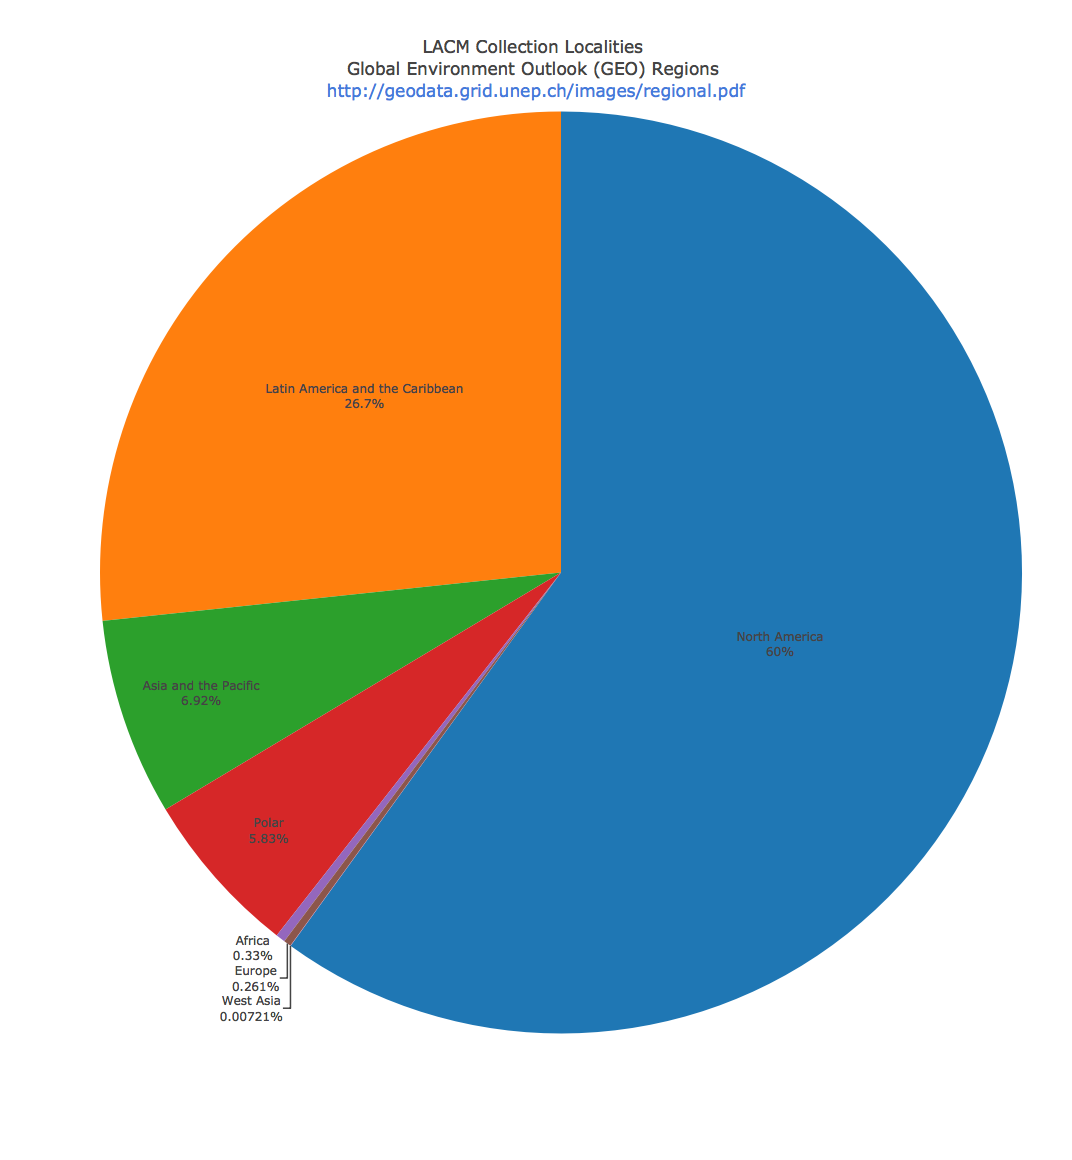 LACM Collection Localities
Global Environment Outlook (GEO) Regions
http://geodata.grid.unep.ch/images/regional.pdf
Latin America and the Caribbean
26.7%
North America
60%
Asia and the Pacific
6.92%
Polar
5.83%
Africa
0.33%
Europe
0.261%
West Asia
0.00721%